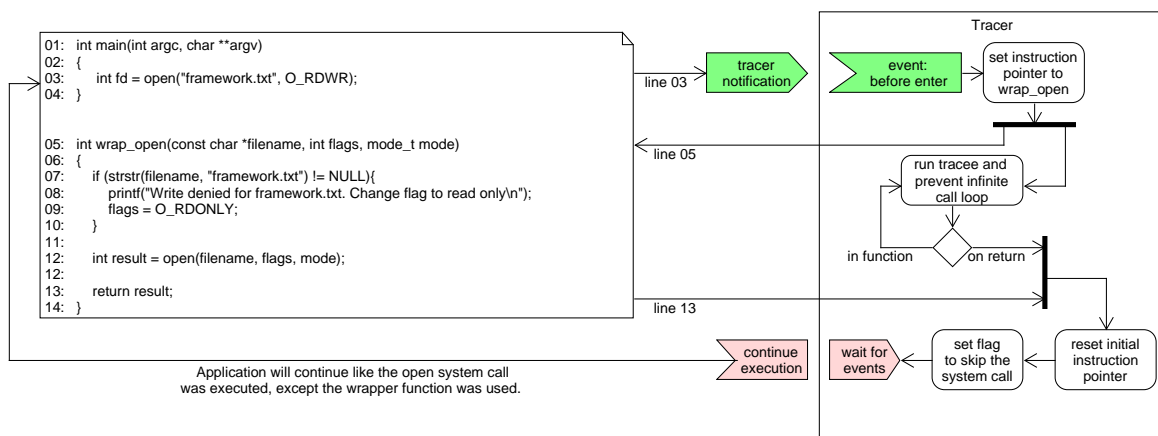 Tracer
01: int main(int argc, char **argv)
02: {
03: int fd = open("framework.txt", O_RDWR);
04: }
05: int wrap_open(const char *filename, int flags, mode_t mode)
06: {
07: if (strstr(filename, "framework.txt") != NULL){
08: printf("Write denied for framework.txt. Change flag to read only\n");
09: flags = O_RDONLY;
10: }
11:
12: int result = open(filename, flags, mode);
12:
13: return result;
14: }
line 03
tracer
notification
event:
before enter
set instruction
pointer to
wrap_open
line 05
run tracee and
prevent infinite
call loop
in function
on return
line 13
continue
execution
wait for
events
set flag
to skip the
system call
reset initial
instruction
pointer
Application will continue like the open system call
was executed, except the wrapper function was used.